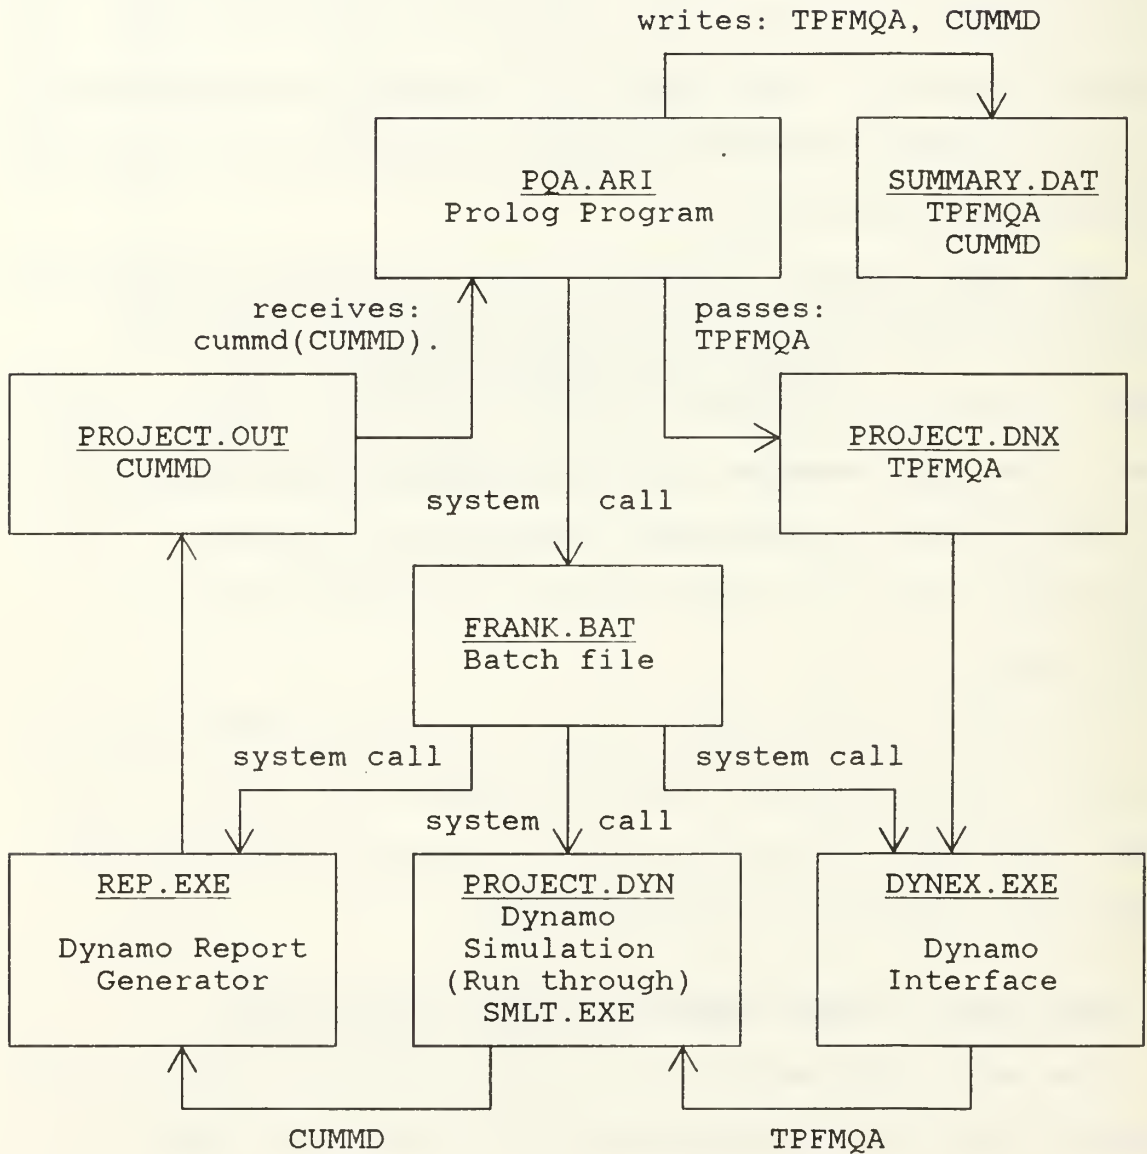 writes: TPFMQA, CUMMD
PQA.ARI
Prolog Program
SUMMARY.DAT
TPFMQA
CUMMD
receives:
cummd(CUMMD).
passes:
TPFMQA
PROJECT.OUT
CUMMD
PROJECT.DNX
TPFMQA
system call
FRANK.BAT
Batch file
system call
system call
system call
REP.EXE
Dynamo Report
Generator
PROJECT.DYN
Dynamo
Simulation
(Run through)
SMLT.EXE
DYNEX.EXE
Dynamo
Interface
CUMMD
TPFMQA